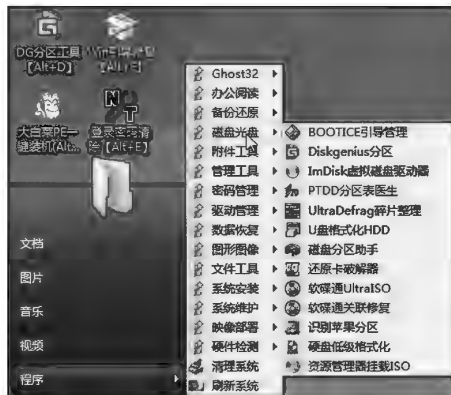 DG分区工具
【Alt+D】
大白菜PE一
键装机(Alt...
登录密码清
除【Alt+E】
文档
图片
音乐
视频
程序
Ghost32
办公阅读
备份还原
磁盘光盘
附件工具
管理工具
密码管理
驱动管理
数据恢复
图形图像
文件工具
系统安装
系统维护
映像部署
硬件检测
清理系统
刷新系统
BOOTICE引导管理
Diskgenius分区
ImDisk虚拟磁盘驱动器
PTDD分区表医生
UltraDefrag碎片整理
U盘格式化HDD
磁盘分区助手
还原卡破解器
软碟通UltraISO
软碟通关联修复
识别苹果分区
硬盘低级格式化
资源管理器挂载ISO